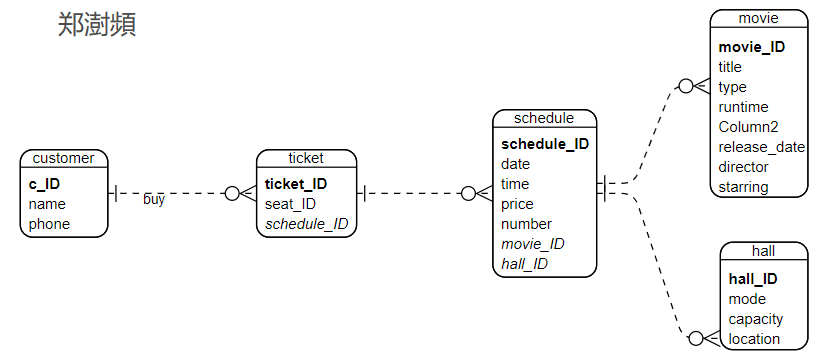 郑澍頻
customer
c_ID
name
phone
buy
ticket
ticket_ID
seat_ID
schedule_ID
schedule
schedule_ID
date
time
price
number
movie_ID
hall_ID
movie
movie_ID
title
type
runtime
Column2
release_date
director
starring
hall
hall_ID
mode
capacity
location